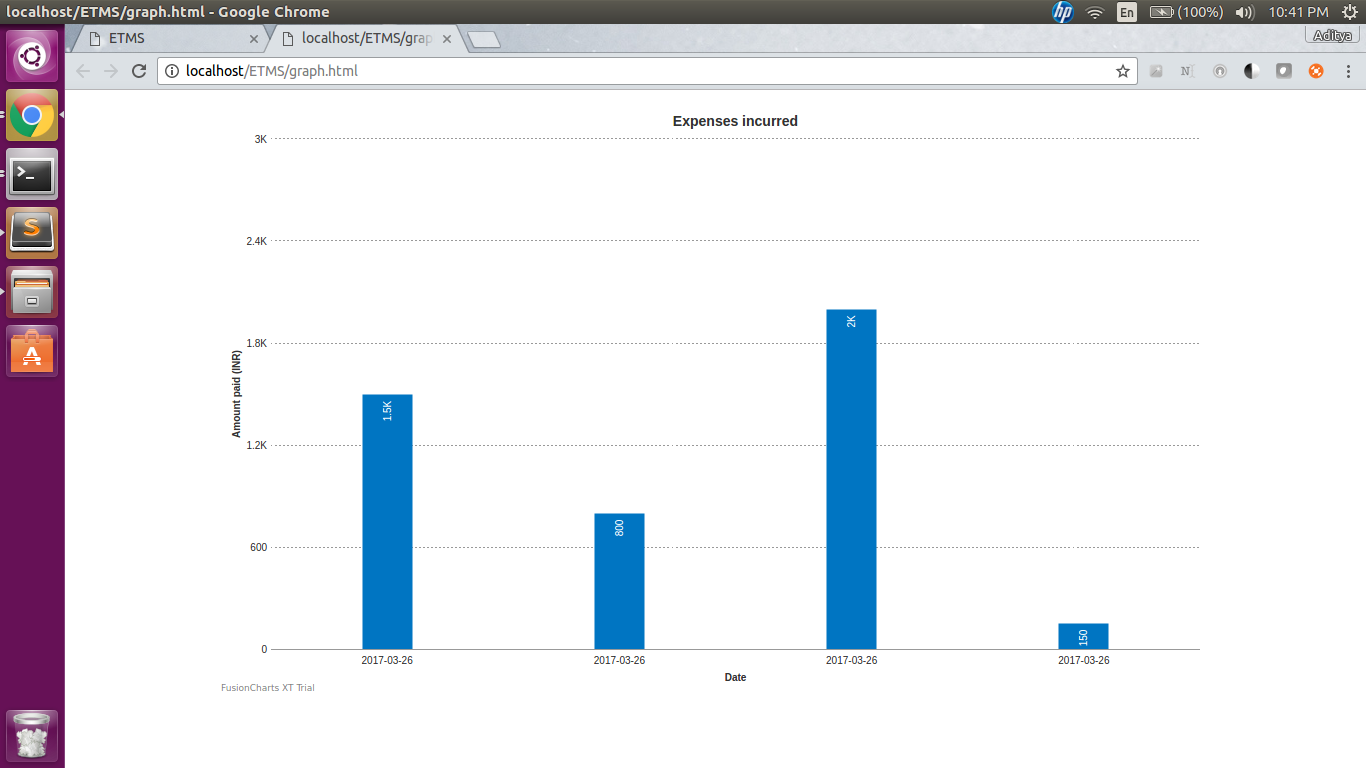 localhost/ETMS/graph.html - Google Chrome
hp
En
(100%)
10:41 PM
ETMS
localhost/ETMS/grap
Aditya
localhost/ETMS/graph.html
N
Expenses incurred
3K
2.4K
1.8K
1.2K
600
0
Amount paid (INR)
1.5K
800
2K
150
2017-03-26
2017-03-26
2017-03-26
2017-03-26
Date
FusionCharts XT Trial